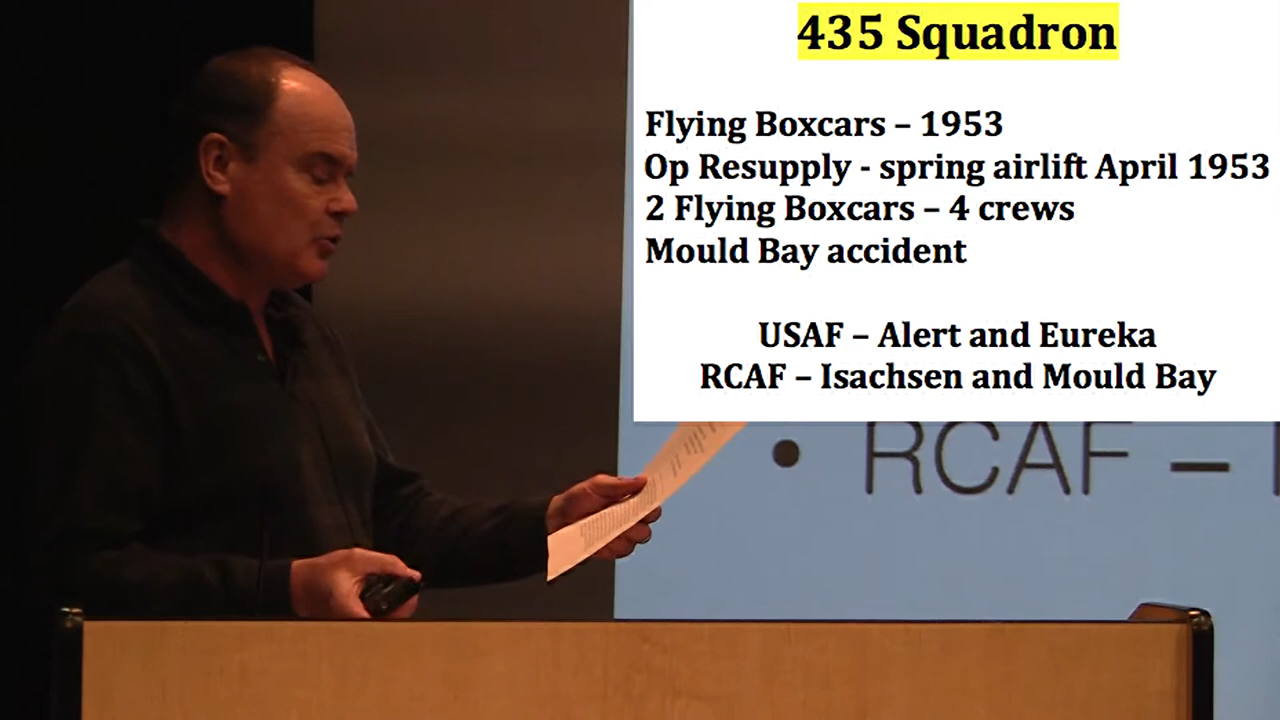 435 Squadron
Flying Boxcars – 1953
Op Resupply - spring airlift April 1953
2 Flying Boxcars – 4 crews
Mould Bay accident
USAF – Alert and Eureka
RCAF – Isachsen and Mould Bay
• RCAF –